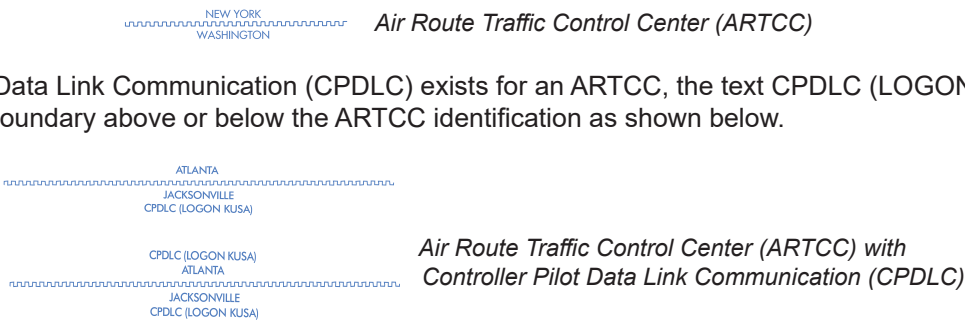 NEW YORK
WASHINGTON
Air Route Traffic Control Center (ARTCC)
Data Link Communication (CPDLC) exists for an ARTCC, the text CPDLC (LOGON
oundary above or below the ARTCC identification as shown below.
ATLANTA
JACKSONVILLE
CPDLC (LOGON KUSA)
CPDLC (LOGON KUSA)
ATLANTA
JACKSONVILLE
CPDLC (LOGON KUSA)
Air Route Traffic Control Center (ARTCC) with
Controller Pilot Data Link Communication (CPDLC)